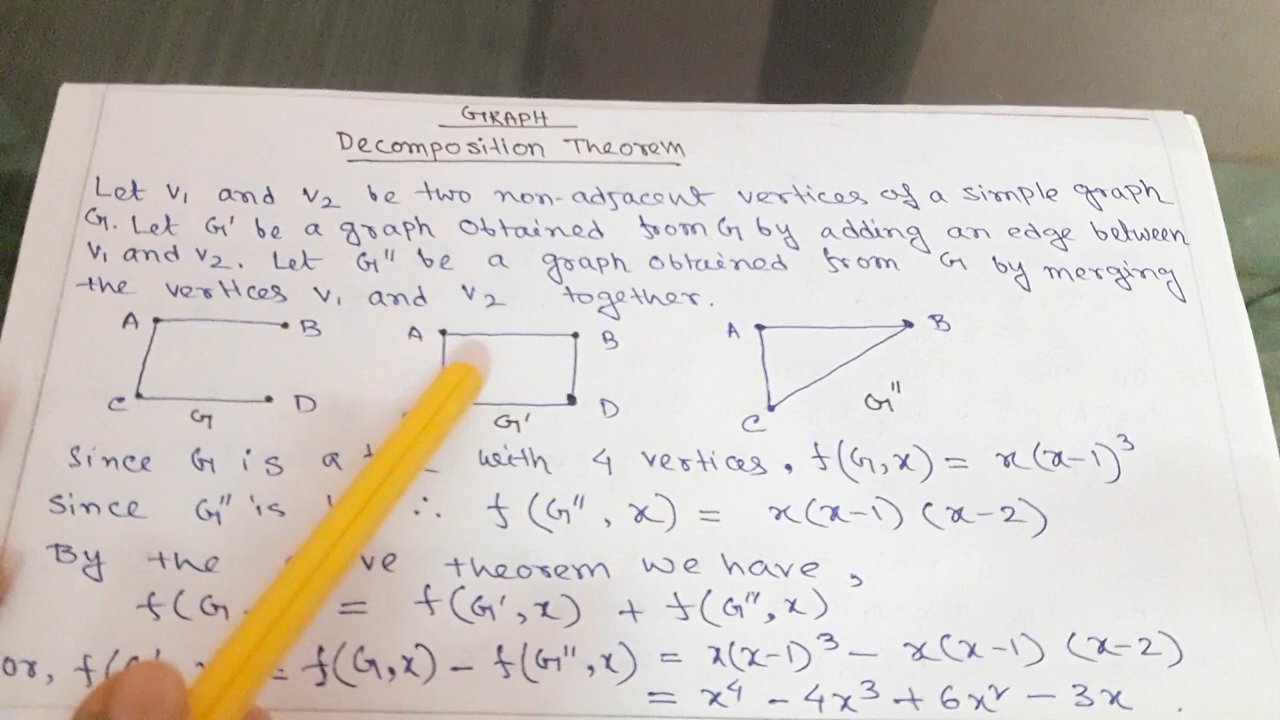 GRAPH
Decomposition Theorem
Let V₁ and V₂ be two non-adjacent vertices of a simple graph
G. Let G' be a graph obtained from G by adding an edge between
V₁ and V₂. Let G" be a graph obtained from G by merging
the vertices V₁ and V₂ together.
A B A B A B
C G D G' D C G"
Since G is a with 4 vertices, f(G,x) = x(x-1)³
Since G" is ∴ f(G", x) = x(x-1) (x-2)
By the theorem we have,
f(G = f(G',x) + f(G",x)
or, = f(G,x) - f(G",x) = x(x-1)³ - x(x-1) (x-2)
= x⁴ - 4x³ + 6x² - 3x .